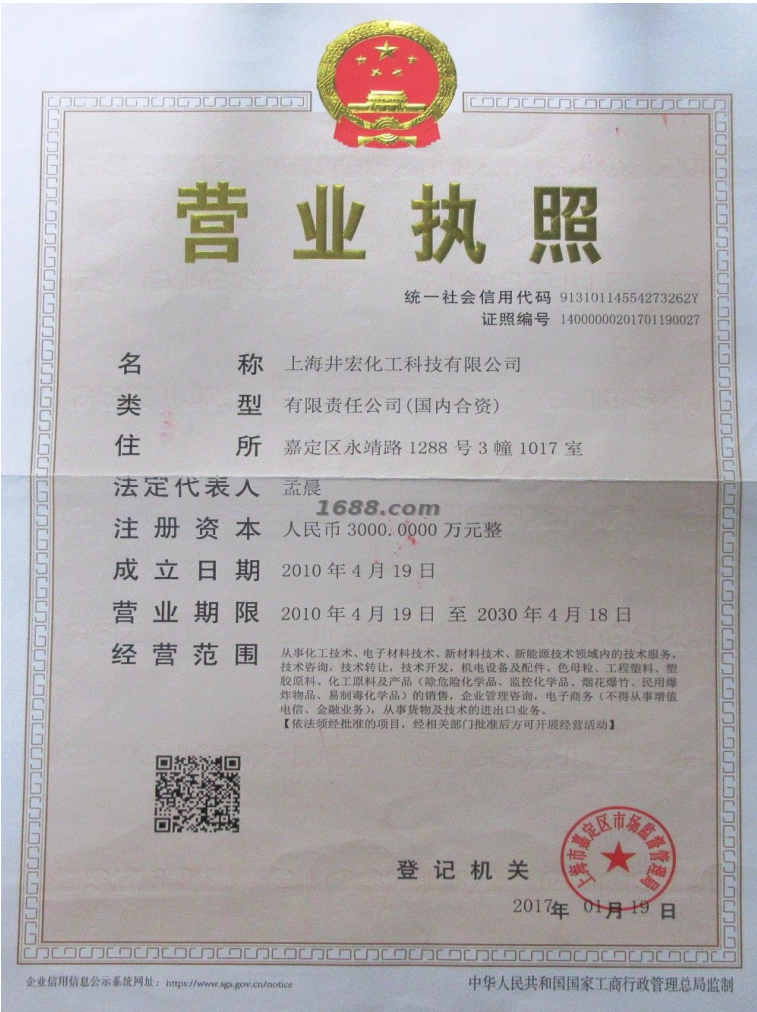 营业执照
统一社会信用代码 91310114554273262Y
证照编号 14000000201701190027
名称 上海井宏化工科技有限公司
类型 有限责任公司(国内合资)
住所 嘉定区永靖路1288号3幢1017室
法定代表人 孟晨
1688.com
注册资本 人民币3000.0000万元整
成立日期 2010年4月19日
营业期限 2010年4月19日 至 2030年4月18日
经营范围 从事化工技术、电子材料技术、新材料技术、新能源技术领域内的技术服务，
技术咨询，技术转让，技术开发，机电设备及配件、色母粒、工程塑料、塑
胶原料、化工原料及产品（除危险化学品、监控化学品、烟花爆竹、民用爆
炸物品、易制毒化学品）的销售，企业管理咨询，电子商务（不得从事增值
电信、金融业务），从事货物及技术的进出口业务。
【依法须经批准的项目，经相关部门批准后方可开展经营活动】
登记机关
上海市嘉定区市场监督管理局
2017年 01月19日
企业信用信息公示系统网址：https://www.sgs.gov.cn/notice
中华人民共和国国家工商行政管理总局监制